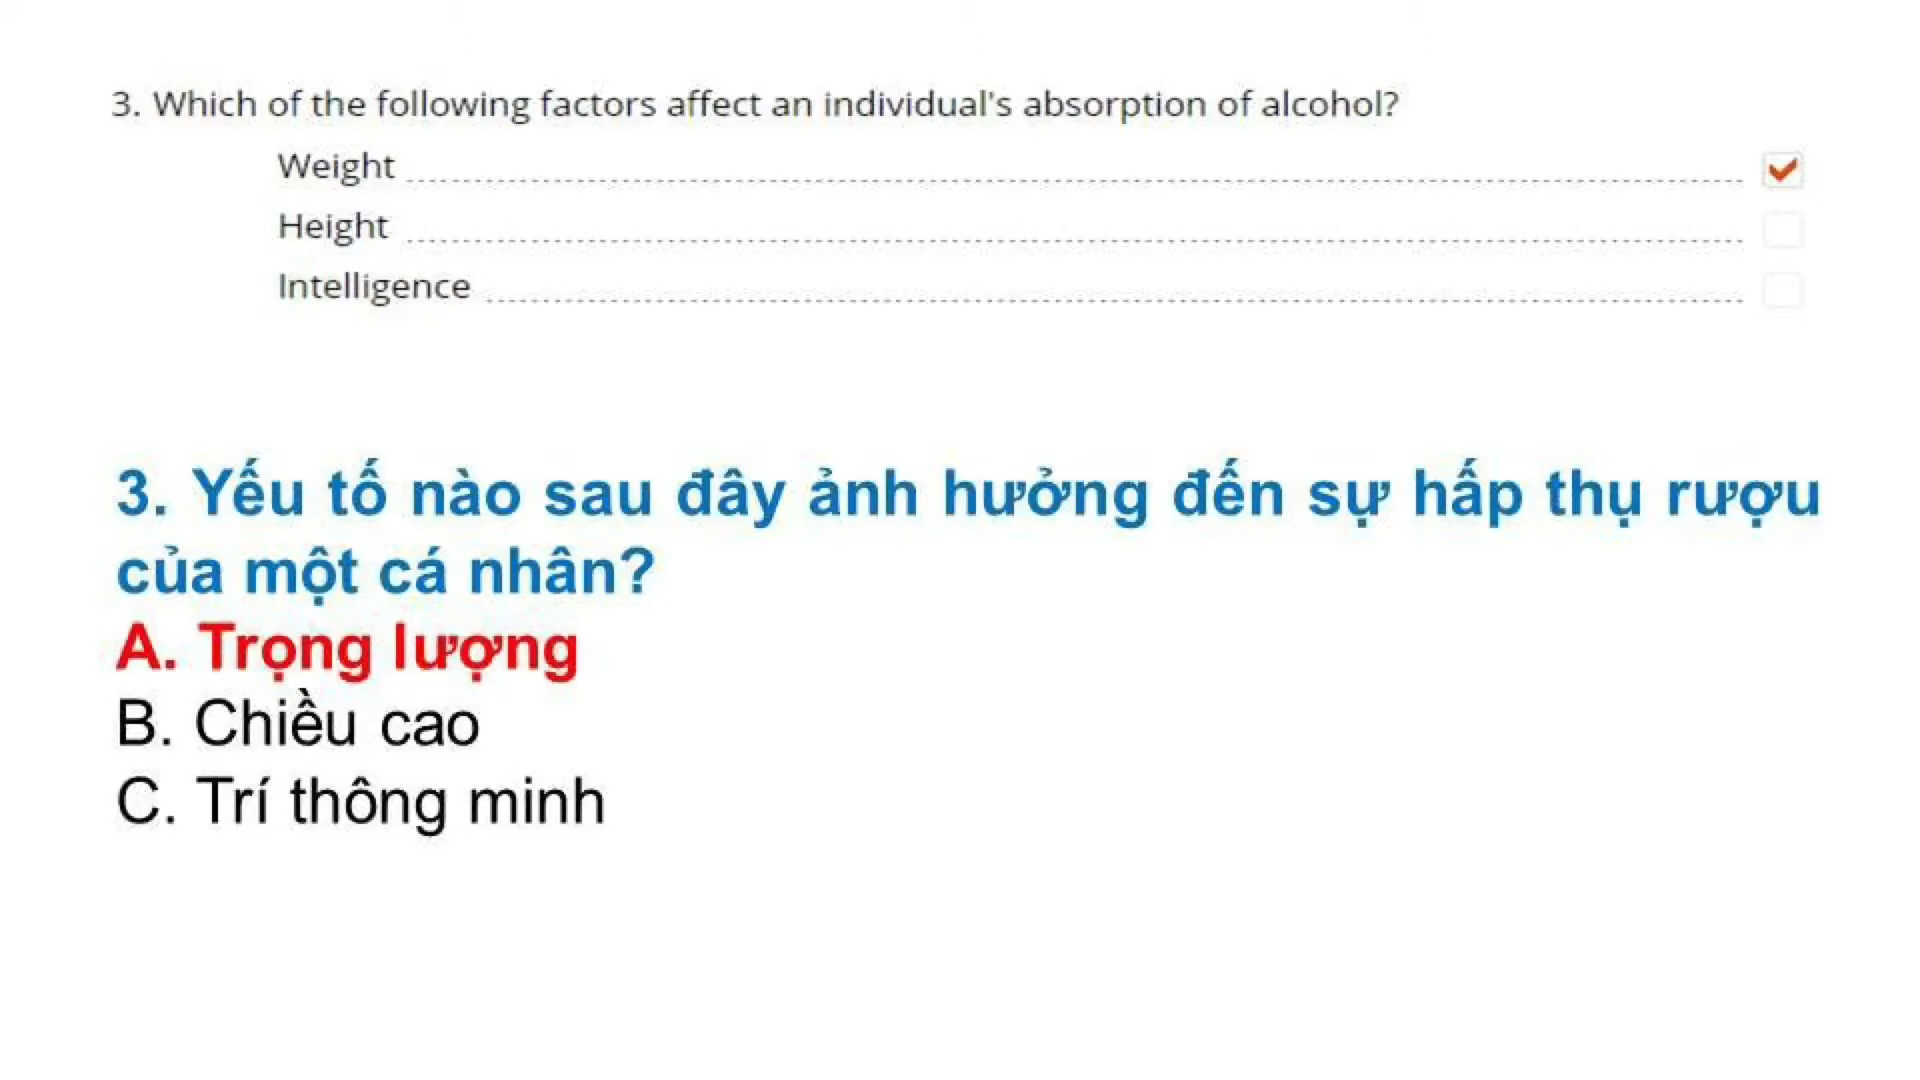 3. Which of the following factors affect an individual's absorption of alcohol?
Weight
Height
Intelligence
3. Yếu tố nào sau đây ảnh hưởng đến sự hấp thụ rượu
của một cá nhân?
A. Trọng lượng
B. Chiều cao
C. Trí thông minh